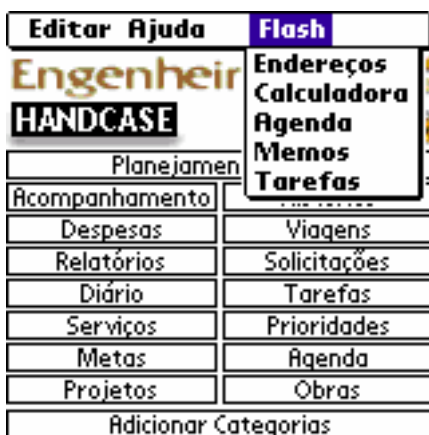 Editar Ajuda Flash
Endereços
Calculadora
Agenda
Memos
Tarefas
Engenheir
HANDCASE
Planejamen
Acompanhamento
Despesas Viagens
Relatórios Solicitações
Diário Tarefas
Serviços Prioridades
Metas Agenda
Projetos Obras
Adicionar Categorias